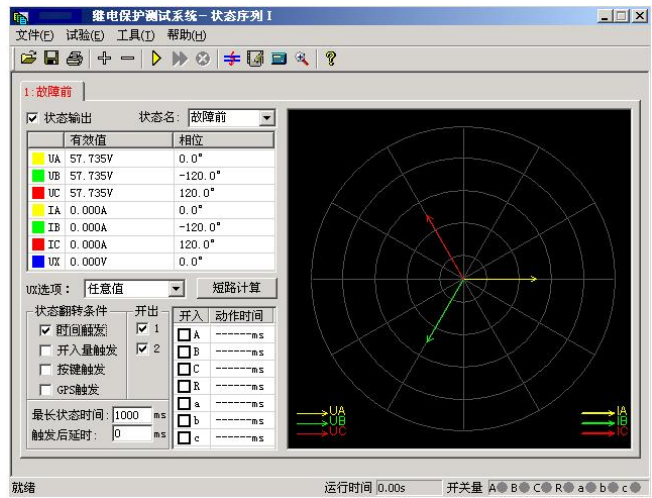 继电保护测试系统-状态序列 I
文件(F) 试验(E) 工具(T) 帮助(H)
1:故障前
状态输出 状态名: 故障前
有效值 相位
UA 57.735V 0.0°
UB 57.735V -120.0°
UC 57.735V 120.0°
IA 0.000A 0.0°
IB 0.000A -120.0°
IC 0.000A 120.0°
UX 0.000V 0.0°
UX选项: 任意值 短路计算
状态翻转条件 开出 开入 动作时间
时间触发 1 A ------ms
开入量触发 2 B ------ms
按键触发 C ------ms
GPS触发 R ------ms
a ------ms
最长状态时间: 1000 ms b ------ms
触发后延时: 0 ms c ------ms
UA IA
UB IB
UC IC
就绪 运行时间 0.00s 开关量 A B C R a b c